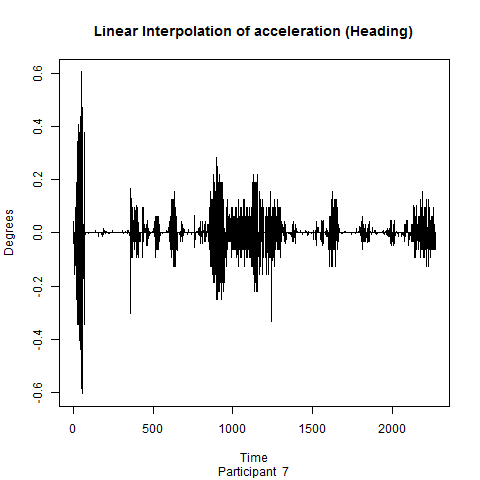 Linear Interpolation of acceleration (Heading)
0.6
0.4
0.2
0.0
-0.2
-0.4
-0.6
Degrees
0 500 1000 1500 2000
Time
Participant 7